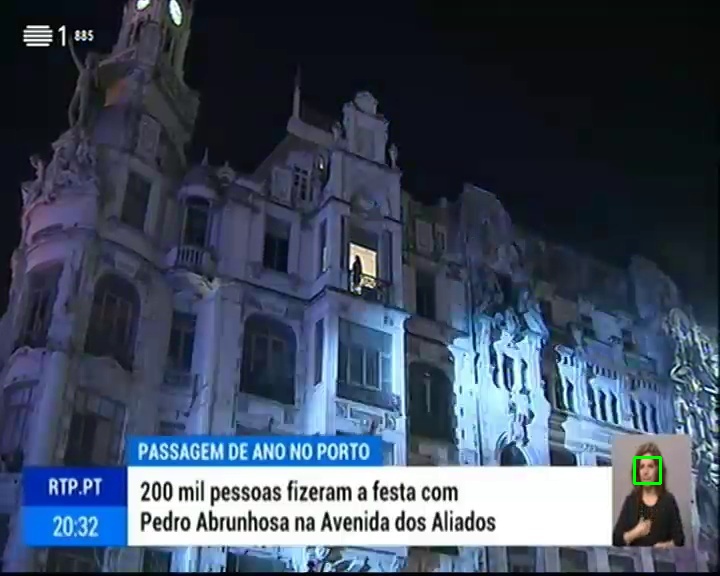 1 885
PASSAGEM DE ANO NO PORTO
RTP.PT
200 mil pessoas fizeram a festa com
20:32
Pedro Abrunhosa na Avenida dos Aliados